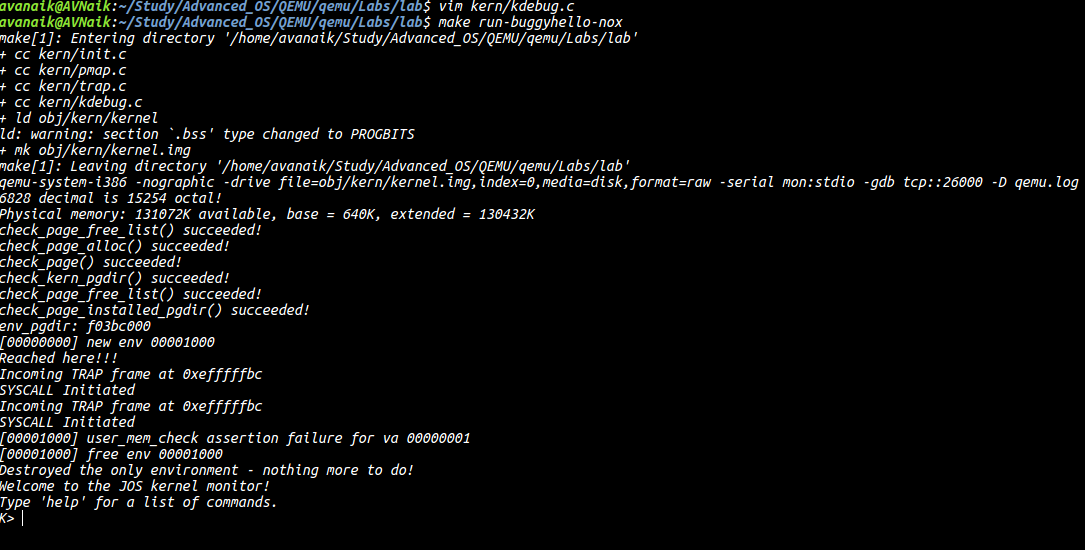 avanaik@AVNaik:~/Study/Advanced_OS/QEMU/qemu/Labs/lab$ vim kern/kdebug.c
avanaik@AVNaik:~/Study/Advanced_OS/QEMU/qemu/Labs/lab$ make run-buggyhello-nox
make[1]: Entering directory '/home/avanaik/Study/Advanced_OS/QEMU/qemu/Labs/lab'
+ cc kern/init.c
+ cc kern/pmap.c
+ cc kern/trap.c
+ cc kern/kdebug.c
+ ld obj/kern/kernel
ld: warning: section `.bss' type changed to PROGBITS
+ mk obj/kern/kernel.img
make[1]: Leaving directory '/home/avanaik/Study/Advanced_OS/QEMU/qemu/Labs/lab'
qemu-system-i386 -nographic -drive file=obj/kern/kernel.img,index=0,media=disk,format=raw -serial mon:stdio -gdb tcp::26000 -D qemu.log
6828 decimal is 15254 octal!
Physical memory: 131072K available, base = 640K, extended = 130432K
check_page_free_list() succeeded!
check_page_alloc() succeeded!
check_page() succeeded!
check_kern_pgdir() succeeded!
check_page_free_list() succeeded!
check_page_installed_pgdir() succeeded!
env_pgdir: f03bc000
[00000000] new env 00001000
Reached here!!!
Incoming TRAP frame at 0xefffffbc
SYSCALL Initiated
Incoming TRAP frame at 0xefffffbc
SYSCALL Initiated
[00001000] user_mem_check assertion failure for va 00000001
[00001000] free env 00001000
Destroyed the only environment - nothing more to do!
Welcome to the JOS kernel monitor!
Type 'help' for a list of commands.
K>